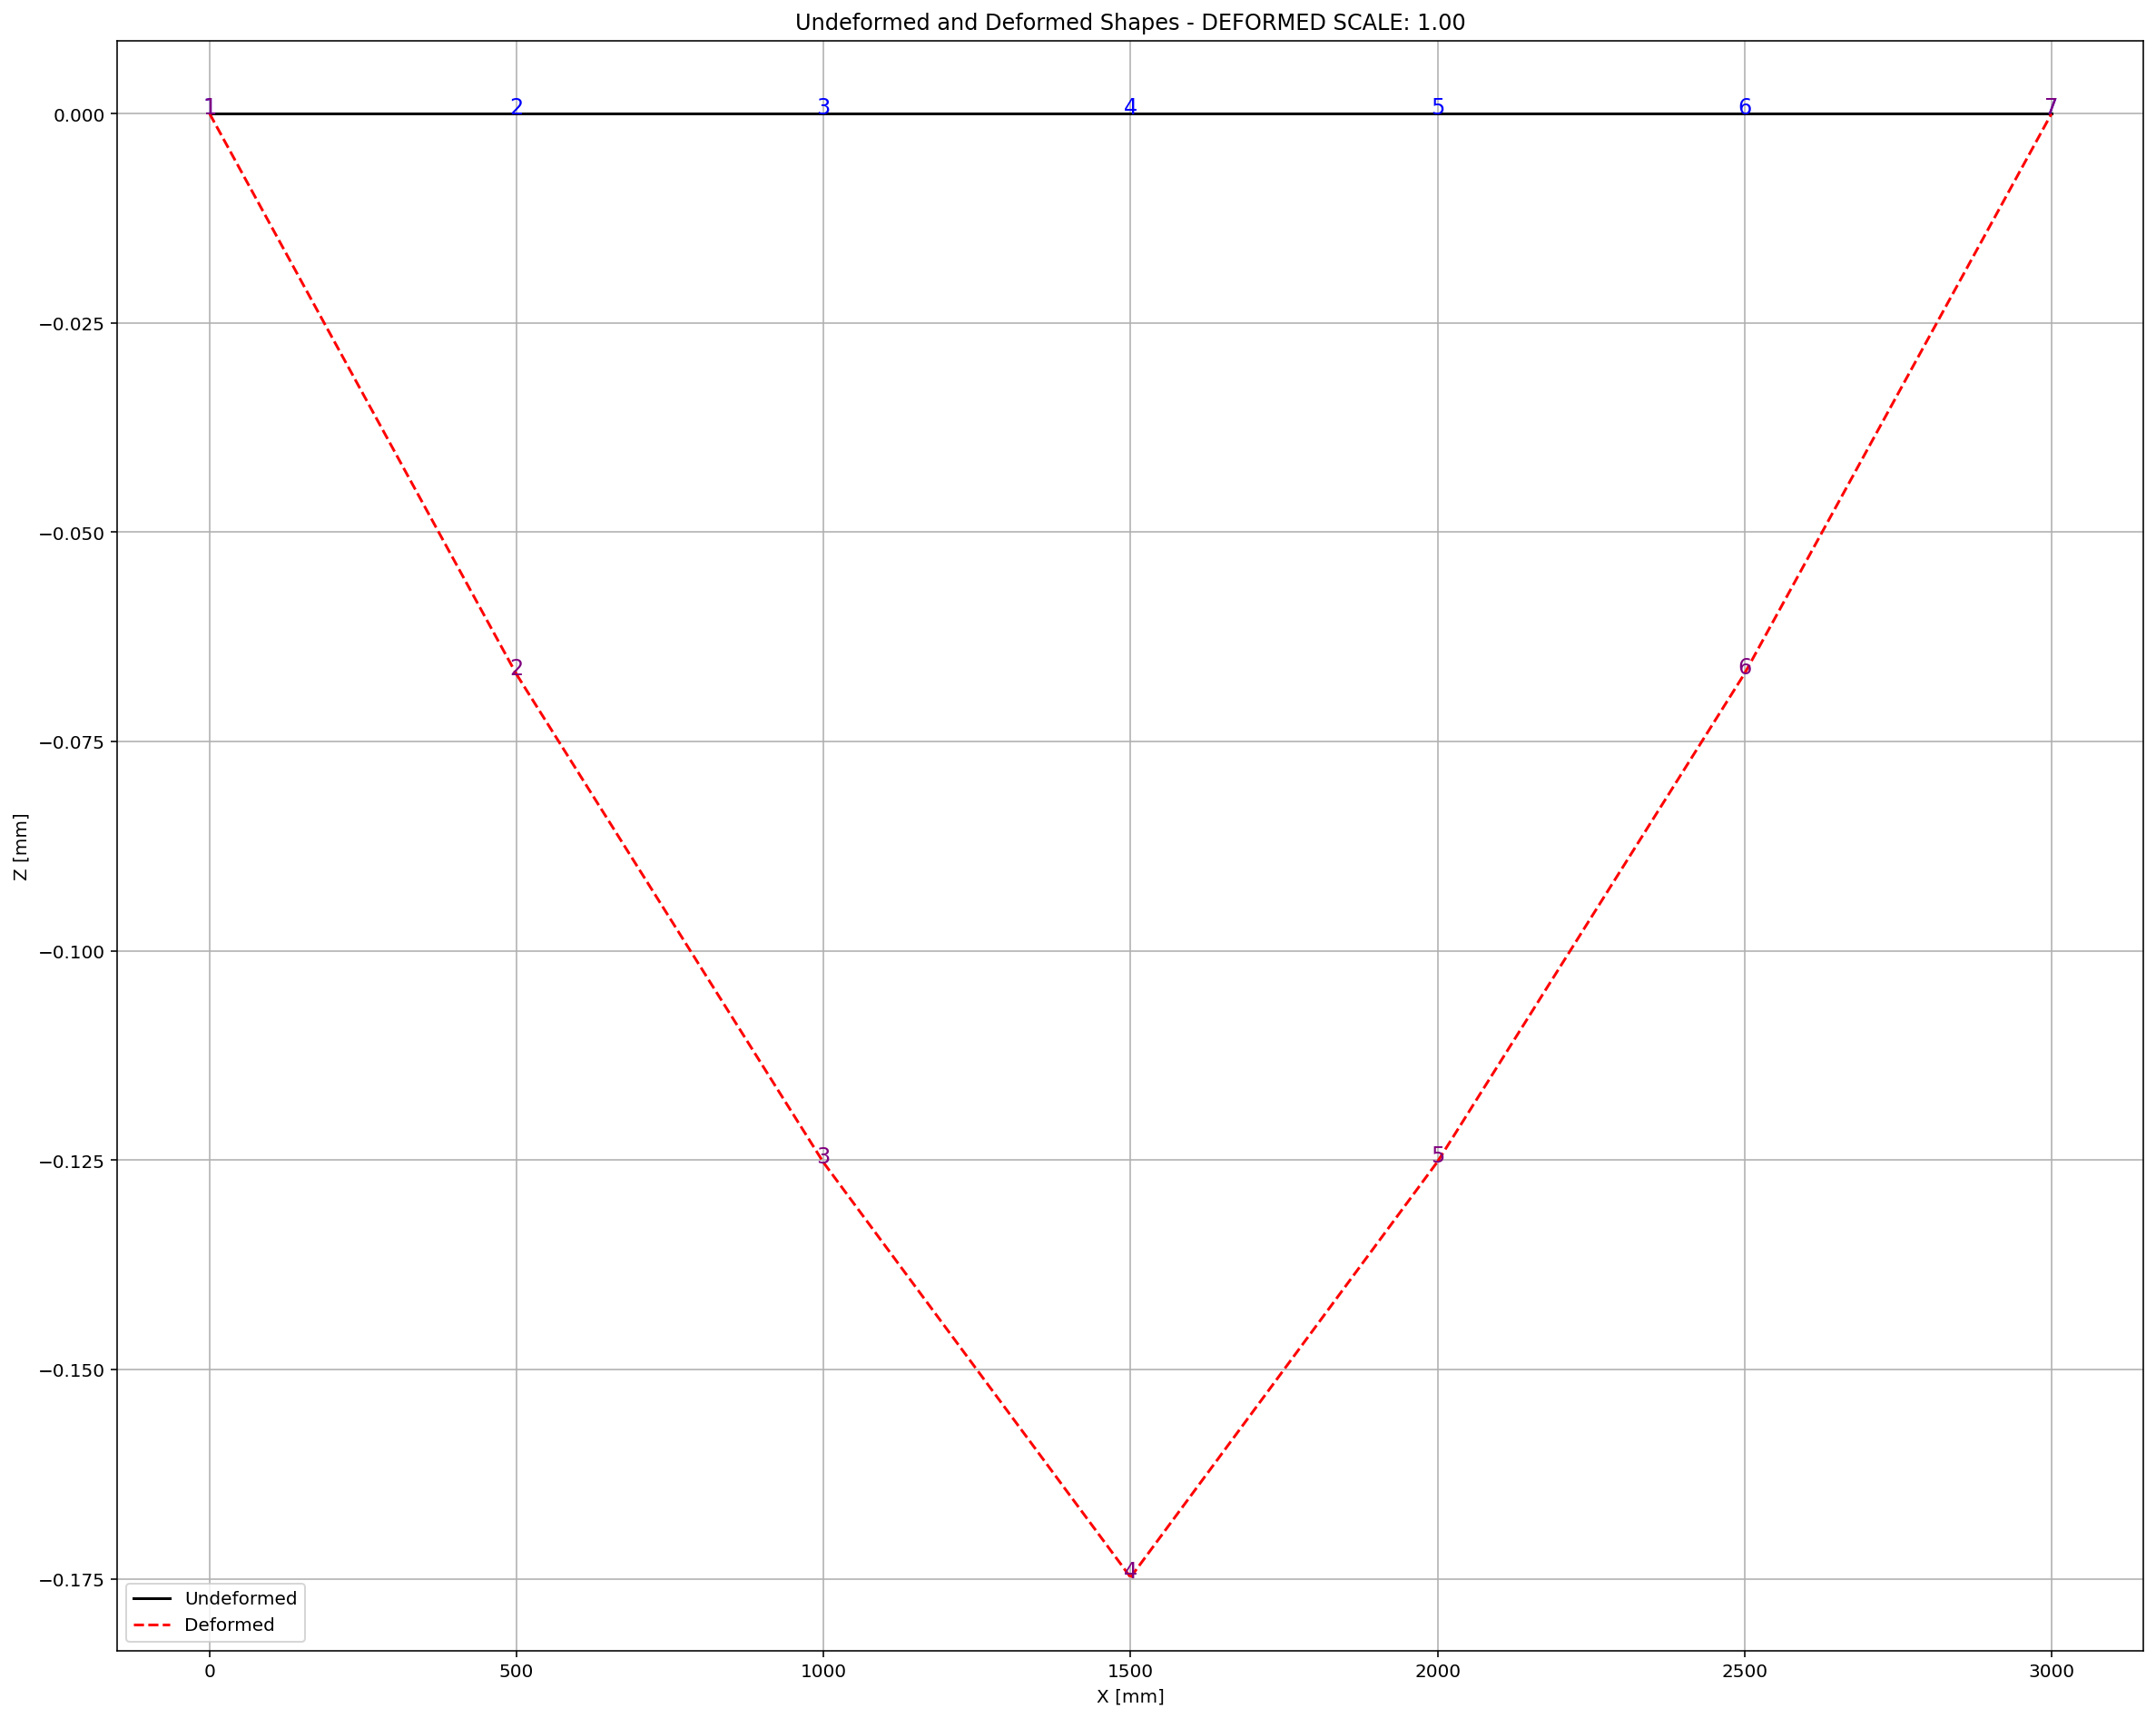 Undeformed and Deformed Shapes - DEFORMED SCALE: 1.00
0.000
−0.025
−0.050
−0.075
−0.100
−0.125
−0.150
−0.175
Z [mm]
1 2 3 4 5 6 7
2 6
3 5
4
Undeformed
Deformed
0 500 1000 1500 2000 2500 3000
X [mm]